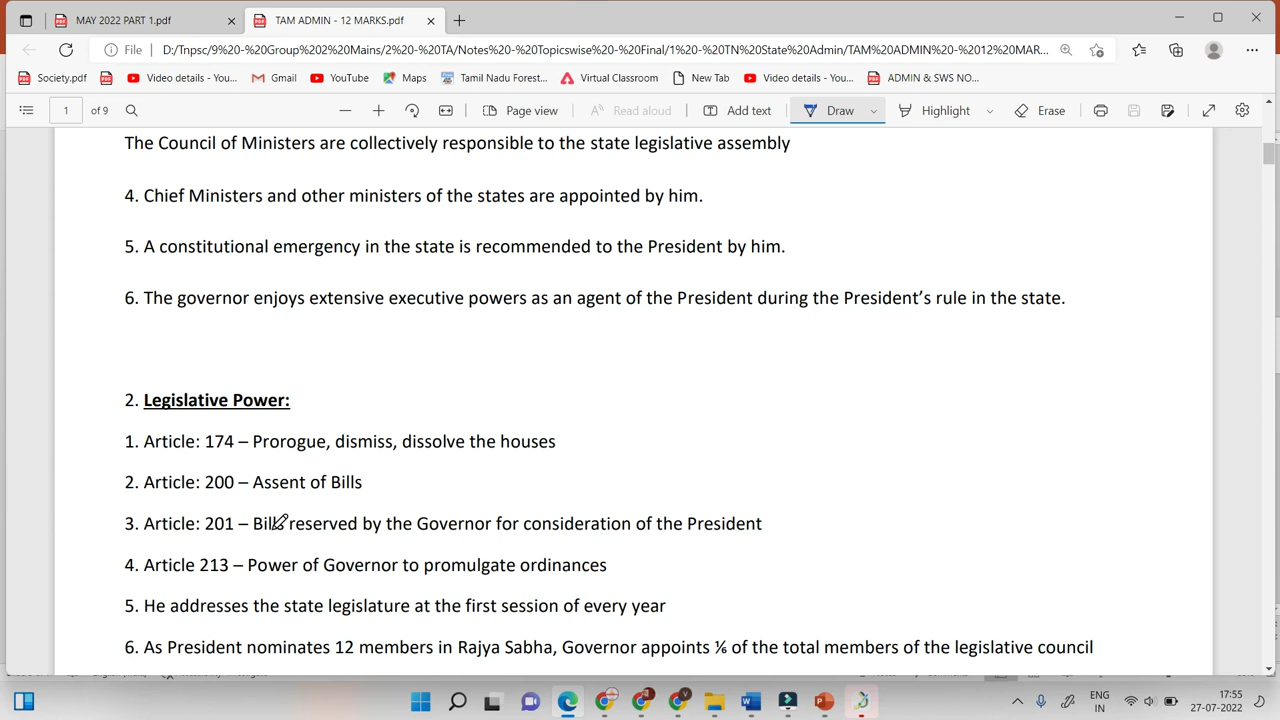 MAY 2022 PART 1.pdf
TAM ADMIN - 12 MARKS.pdf
File
D:/Tnpsc/9%20-%20Group%202%20Mains/2%20-%20TA/Notes%20-%20Topicswise%20-%20Final/1%20-%20TN%20State%20Admin/TAM%20ADMIN%20-%2012%20MAR...
Society.pdf
Video details - You...
Gmail
YouTube
Maps
Tamil Nadu Forest...
Virtual Classroom
New Tab
Video details - You...
ADMIN & SWS NO...
1 of 9
Page view
Read aloud
Add text
Draw
Highlight
Erase
The Council of Ministers are collectively responsible to the state legislative assembly
4. Chief Ministers and other ministers of the states are appointed by him.
5. A constitutional emergency in the state is recommended to the President by him.
6. The governor enjoys extensive executive powers as an agent of the President during the President’s rule in the state.
2. Legislative Power:
1. Article: 174 – Prorogue, dismiss, dissolve the houses
2. Article: 200 – Assent of Bills
3. Article: 201 – Bill reserved by the Governor for consideration of the President
4. Article 213 – Power of Governor to promulgate ordinances
5. He addresses the state legislature at the first session of every year
6. As President nominates 12 members in Rajya Sabha, Governor appoints ⅙ of the total members of the legislative council
ENG
IN
17:55
27-07-2022